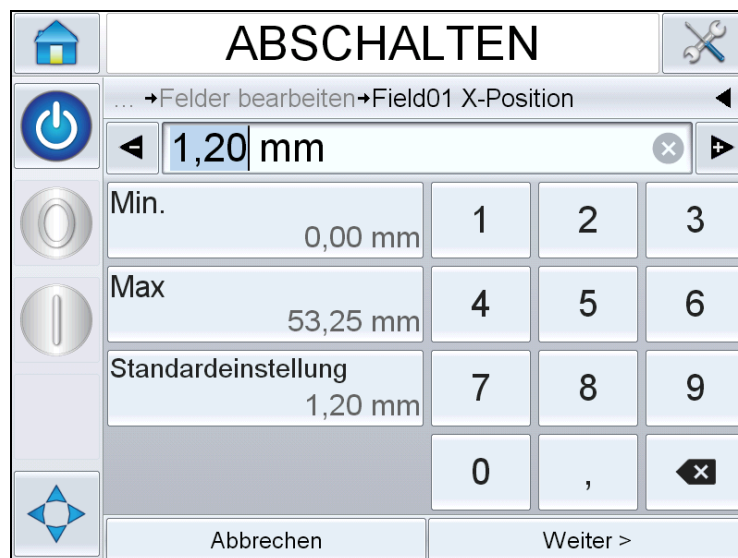 ABSCHALTEN
... →Felder bearbeiten→Field01 X-Position
1,20 mm
Min.
0,00 mm
1 2 3
Max
53,25 mm
4 5 6
Standardeinstellung
1,20 mm
7 8 9
0 ,
Abbrechen Weiter >